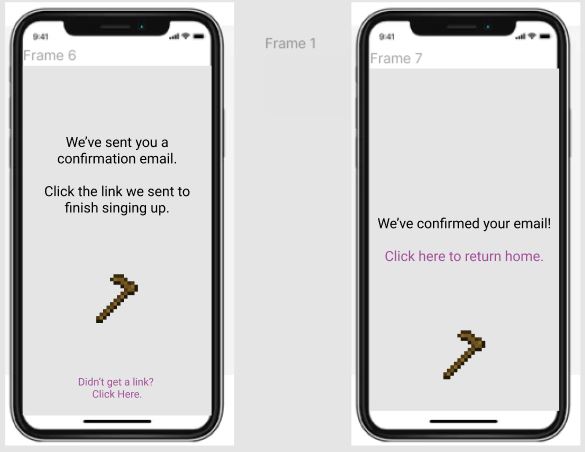 9:41
Frame 6
We've sent you a
confirmation email.
Click the link we sent to
finish singing up.
Didn't get a link?
Click Here.
Frame 1
9:41
Frame 7
We've confirmed your email!
Click here to return home.